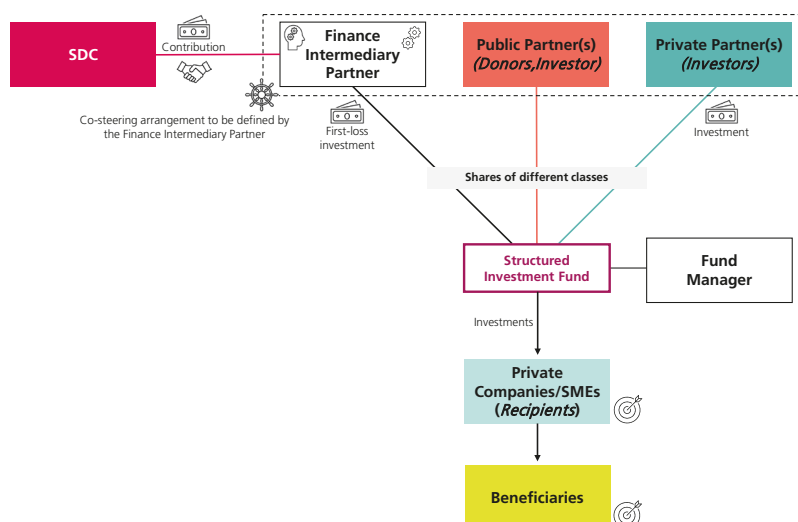 SDC
Contribution
Finance
Intermediary
Partner
Public Partner(s)
(Donors,Investor)
Private Partner(s)
(Investors)
Co-steering arrangement to be defined by
the Finance Intermediary Partner
First-loss
investment
Investment
Shares of different classes
Structured
Investment Fund
Fund
Manager
Investments
Private
Companies/SMEs
(Recipients)
Beneficiaries